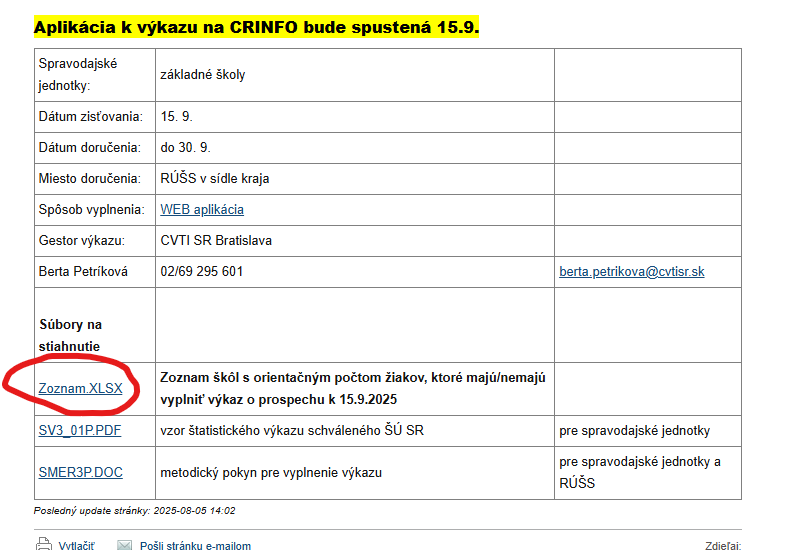 Aplikácia k výkazu na CRINFO bude spustená 15.9.
Spravodajské
jednotky:
základné školy
Dátum zisťovania:
15. 9.
Dátum doručenia:
do 30. 9.
Miesto doručenia:
RÚŠS v sídle kraja
Spôsob vyplnenia:
WEB aplikácia
Gestor výkazu:
CVTI SR Bratislava
Berta Petríková
02/69 295 601
berta.petrikova@cvtisr.sk
Súbory na
stiahnutie
Zoznam.XLSX
Zoznam škôl s orientačným počtom žiakov, ktoré majú/nemajú
vyplniť výkaz o prospechu k 15.9.2025
SV3_01P.PDF
vzor štatistického výkazu schváleného ŠÚ SR
pre spravodajské jednotky
SMER3P.DOC
metodický pokyn pre vyplnenie výkazu
pre spravodajské jednotky a
RÚŠS
Posledný update stránky: 2025-08-05 14:02
Vytlačiť
Pošli stránku e-mailom
Zdieľai: